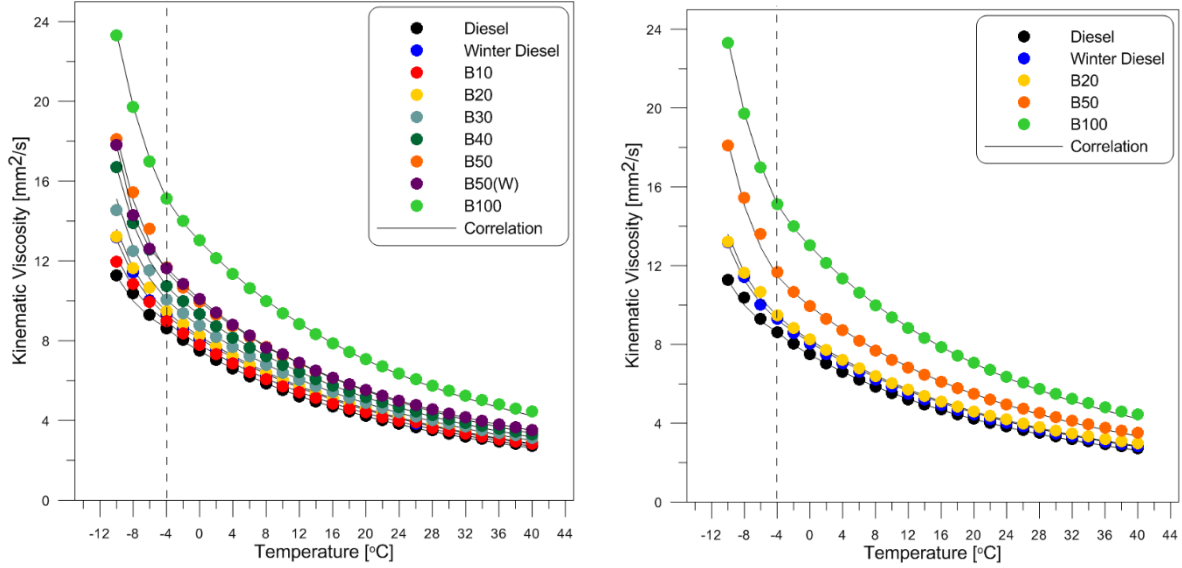 24
20
16
12
8
4
0
Kinematic Viscosity [mm2/s]
Diesel
Winter Diesel
B10
B20
B30
B40
B50
B50(W)
B100
Correlation
-12 -8 -4 0 4 8 12 16 20 24 28 32 36 40 44
Temperature [oC]
24
20
16
12
8
4
0
Kinematic Viscosity [mm2/s]
Diesel
Winter Diesel
B20
B50
B100
Correlation
-12 -8 -4 0 4 8 12 16 20 24 28 32 36 40 44
Temperature [oC]